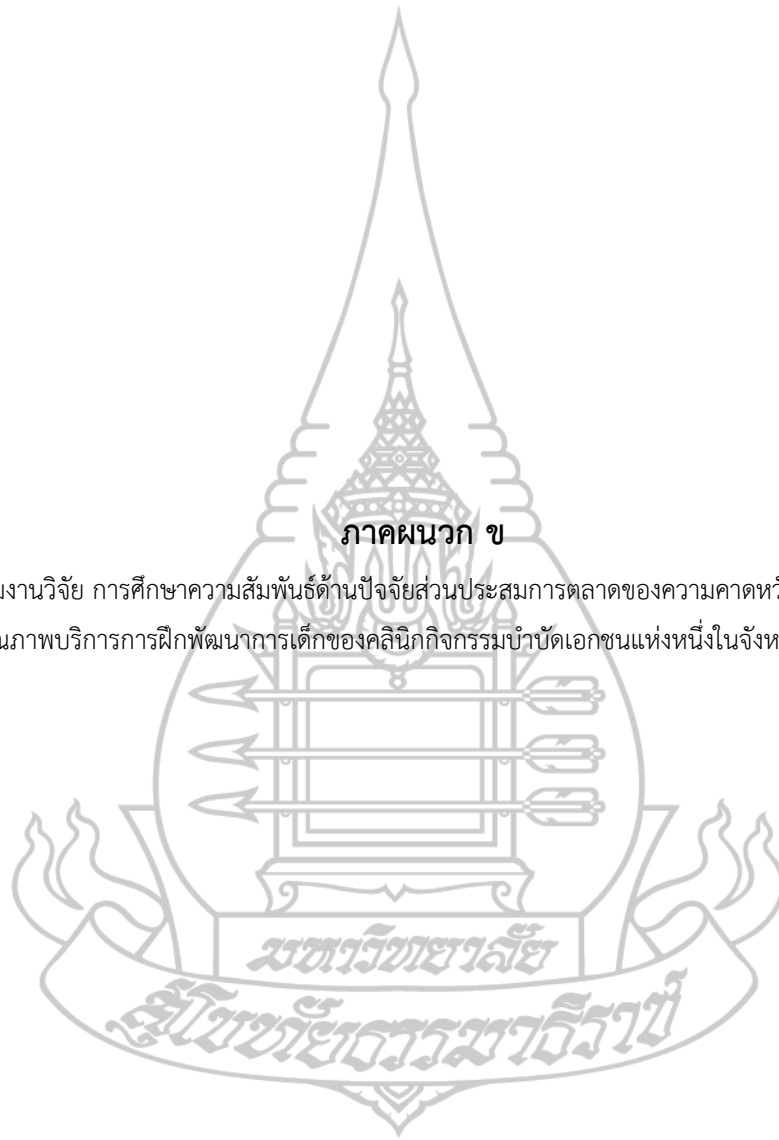 ภาคผนวก ข
งานวิจัย การศึกษาความสัมพันธ์ด้านปัจจัยส่วนประสมการตลาดของความคาดหว
ภาพบริการการฝึกพัฒนาการเด็กของคลินิกกิจกรรมบำบัดเอกชนแห่งหนึ่งในจังห
มหาวิทยาลัย
สุโขทัยธรรมาธิราช